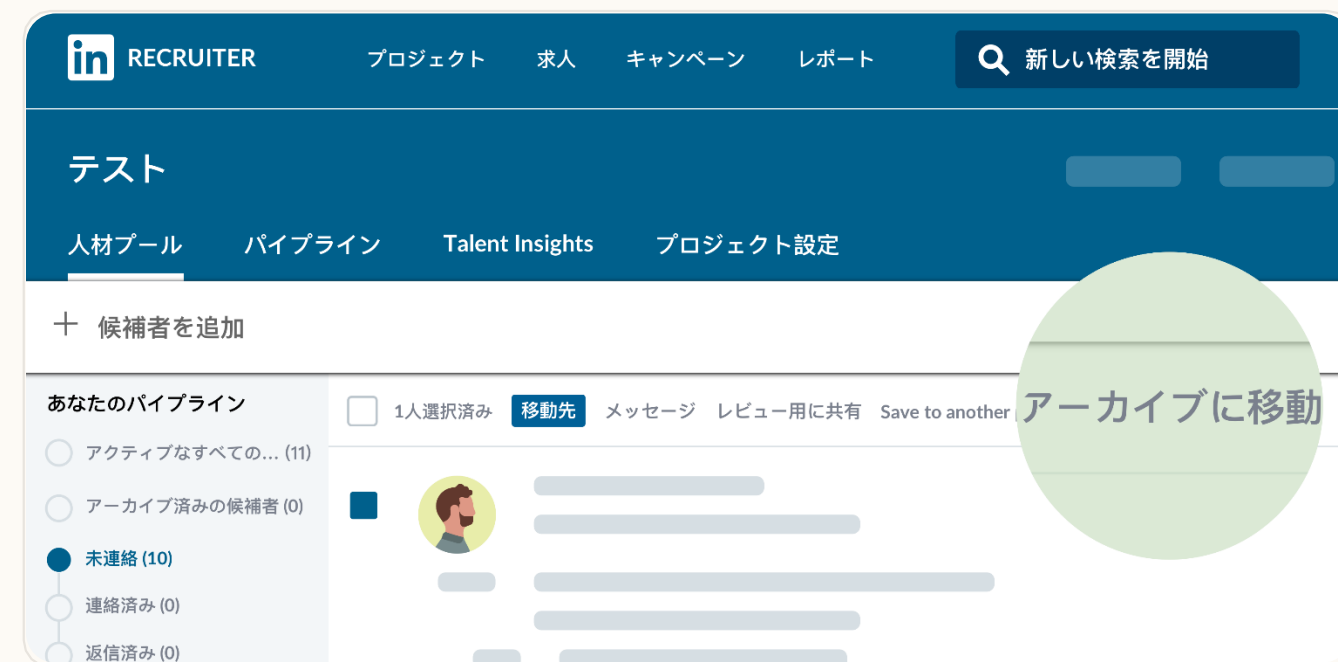 in RECRUITER プロジェクト 求人 キャンペーン レポート 新しい検索を開始
テスト
人材プール パイプライン Talent Insights プロジェクト設定
候補者を追加
あなたのパイプライン
1人選択済み 移動先 メッセージ レビュー用に共有 Save to another アーカイブに移動
アクティブなすべての... (11)
アーカイブ済みの候補者 (0)
未連絡 (10)
連絡済み (0)
返信済み (0)